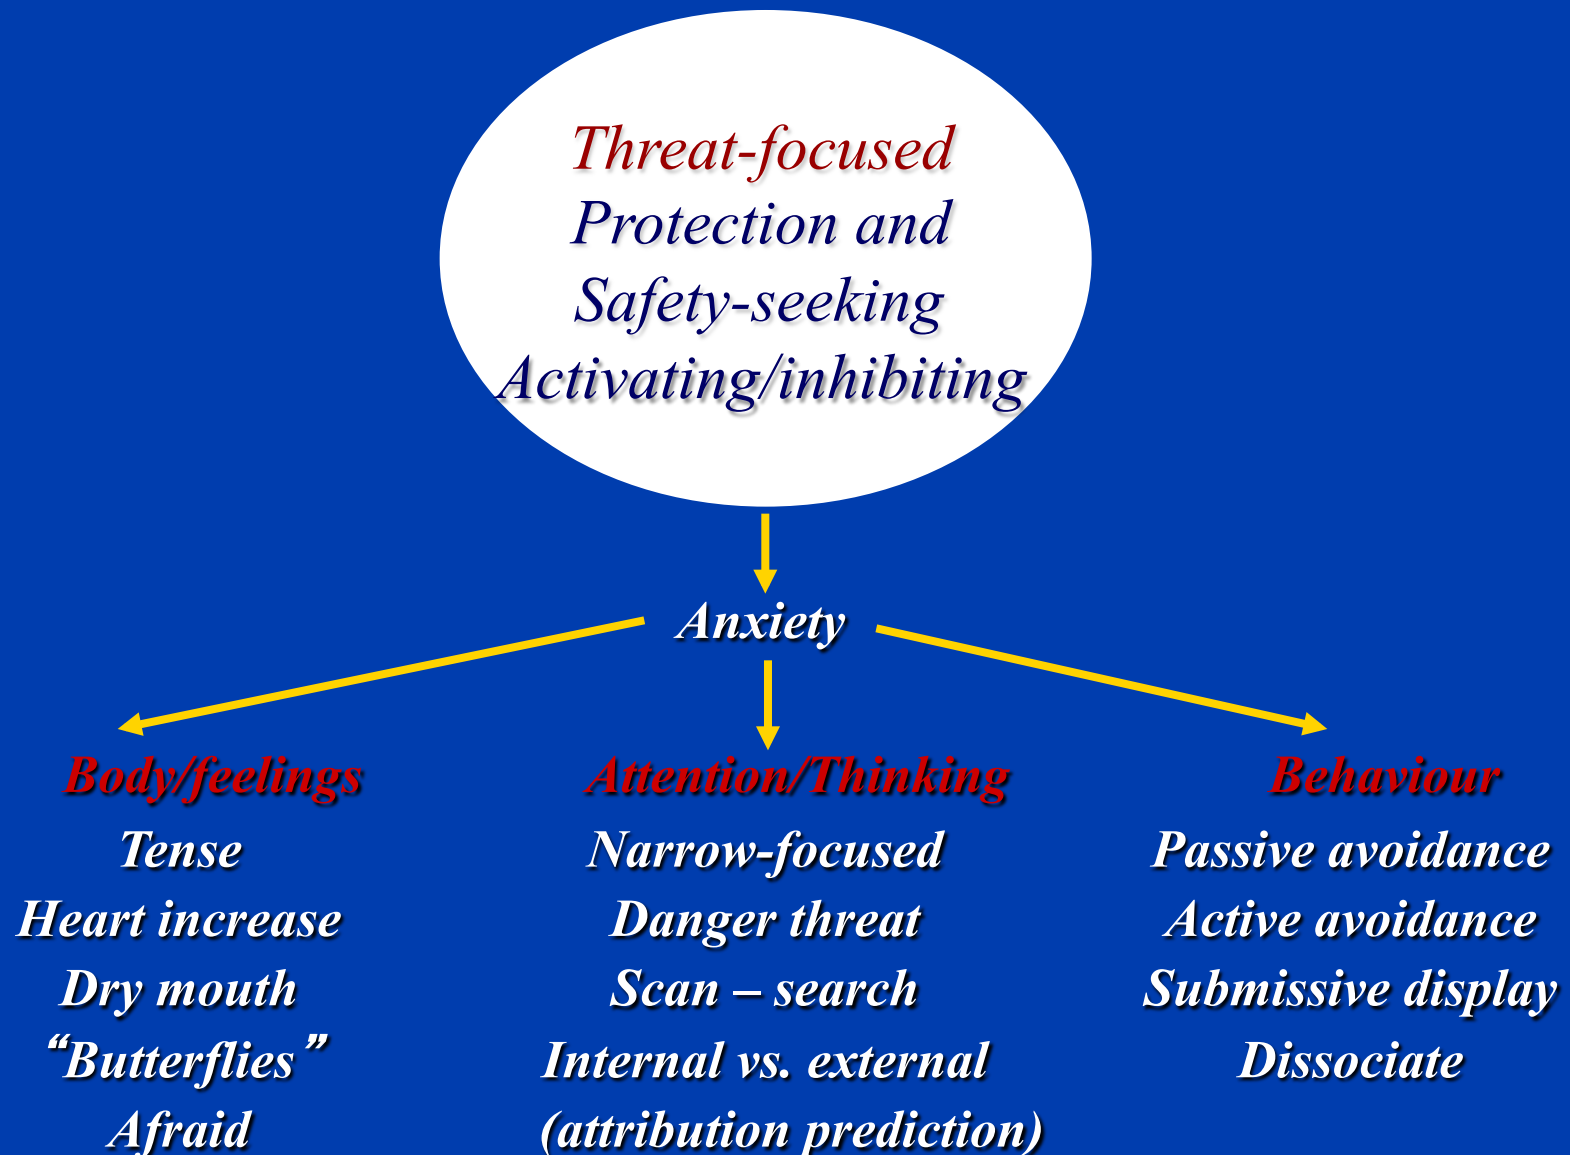 Threat-focused
Protection and
Safety-seeking
Activating/inhibiting
Anxiety
Body/feelings
Tense
Heart increase
Dry mouth
“Butterflies”
Afraid
Attention/Thinking
Narrow-focused
Danger threat
Scan – search
Internal vs. external
(attribution prediction)
Behaviour
Passive avoidance
Active avoidance
Submissive display
Dissociate